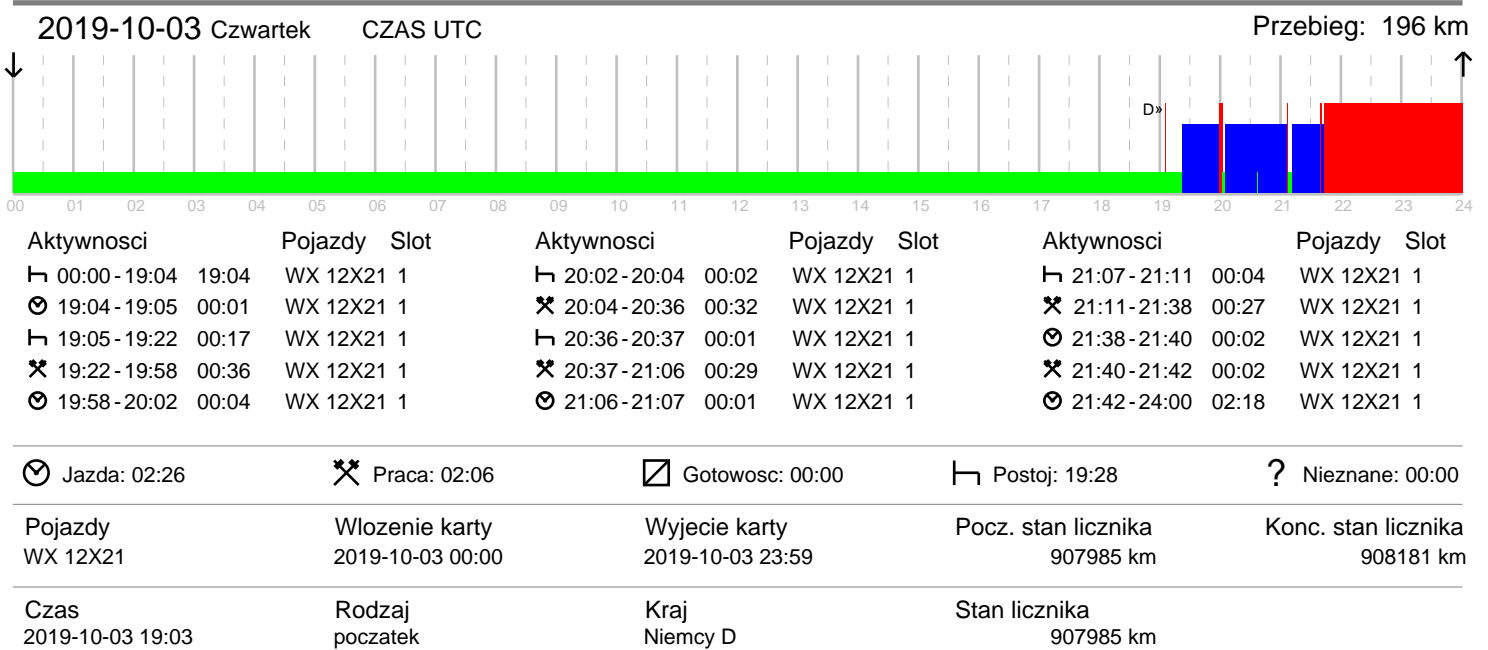 2019-10-03 Czwartek CZAS UTC Przebieg: 196 km
D»
00 01 02 03 04 05 06 07 08 09 10 11 12 13 14 15 16 17 18 19 20 21 22 23 24
Aktywnosci Pojazdy Slot Aktywnosci Pojazdy Slot Aktywnosci Pojazdy Slot
00:00-19:04 19:04 WX 12X21 1 20:02-20:04 00:02 WX 12X21 1 21:07-21:11 00:04 WX 12X21 1
19:04-19:05 00:01 WX 12X21 1 20:04-20:36 00:32 WX 12X21 1 21:11-21:38 00:27 WX 12X21 1
19:05-19:22 00:17 WX 12X21 1 20:36-20:37 00:01 WX 12X21 1 21:38-21:40 00:02 WX 12X21 1
19:22-19:58 00:36 WX 12X21 1 20:37-21:06 00:29 WX 12X21 1 21:40-21:42 00:02 WX 12X21 1
19:58-20:02 00:04 WX 12X21 1 21:06-21:07 00:01 WX 12X21 1 21:42-24:00 02:18 WX 12X21 1
Jazda: 02:26 Praca: 02:06 Gotowosc: 00:00 Postoj: 19:28 ? Nieznane: 00:00
Pojazdy Wlozenie karty Wyjecie karty Pocz. stan licznika Konc. stan licznika
WX 12X21 2019-10-03 00:00 2019-10-03 23:59 907985 km 908181 km
Czas Rodzaj Kraj Stan licznika
2019-10-03 19:03 poczatek Niemcy D 907985 km